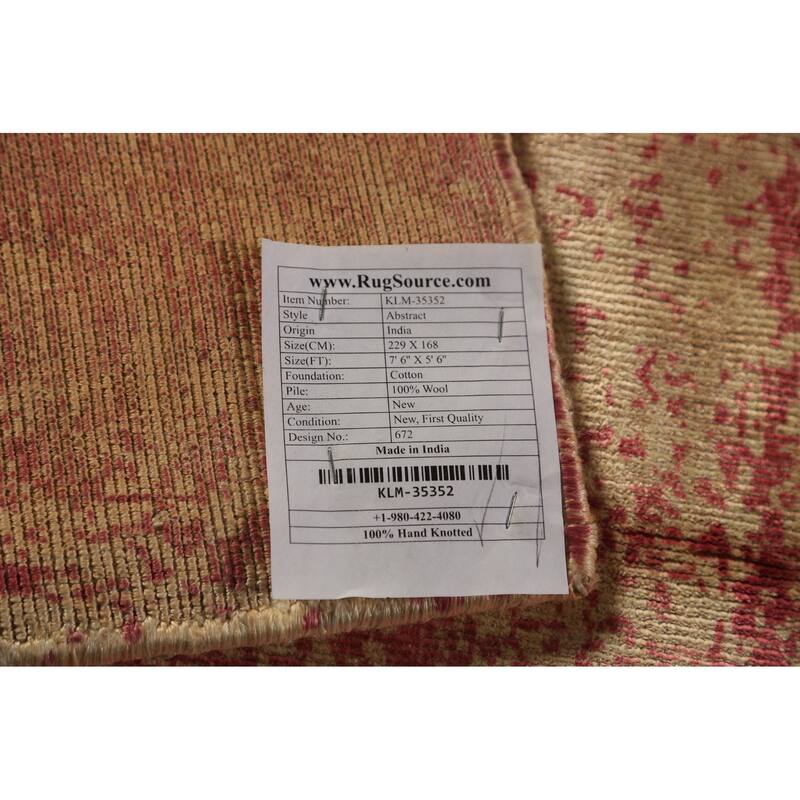 www.RugSource.com
Item Number: KLM-35352
Style Abstract
Origin India
Size(CM): 229 X 168
Size(FT): 7' 6" X 5' 6"
Foundation: Cotton
Pile: 100% Wool
Age: New
Condition: New, First Quality
Design No.: 672
Made in India
KLM-35352
+1-980-422-4080
100% Hand Knotted